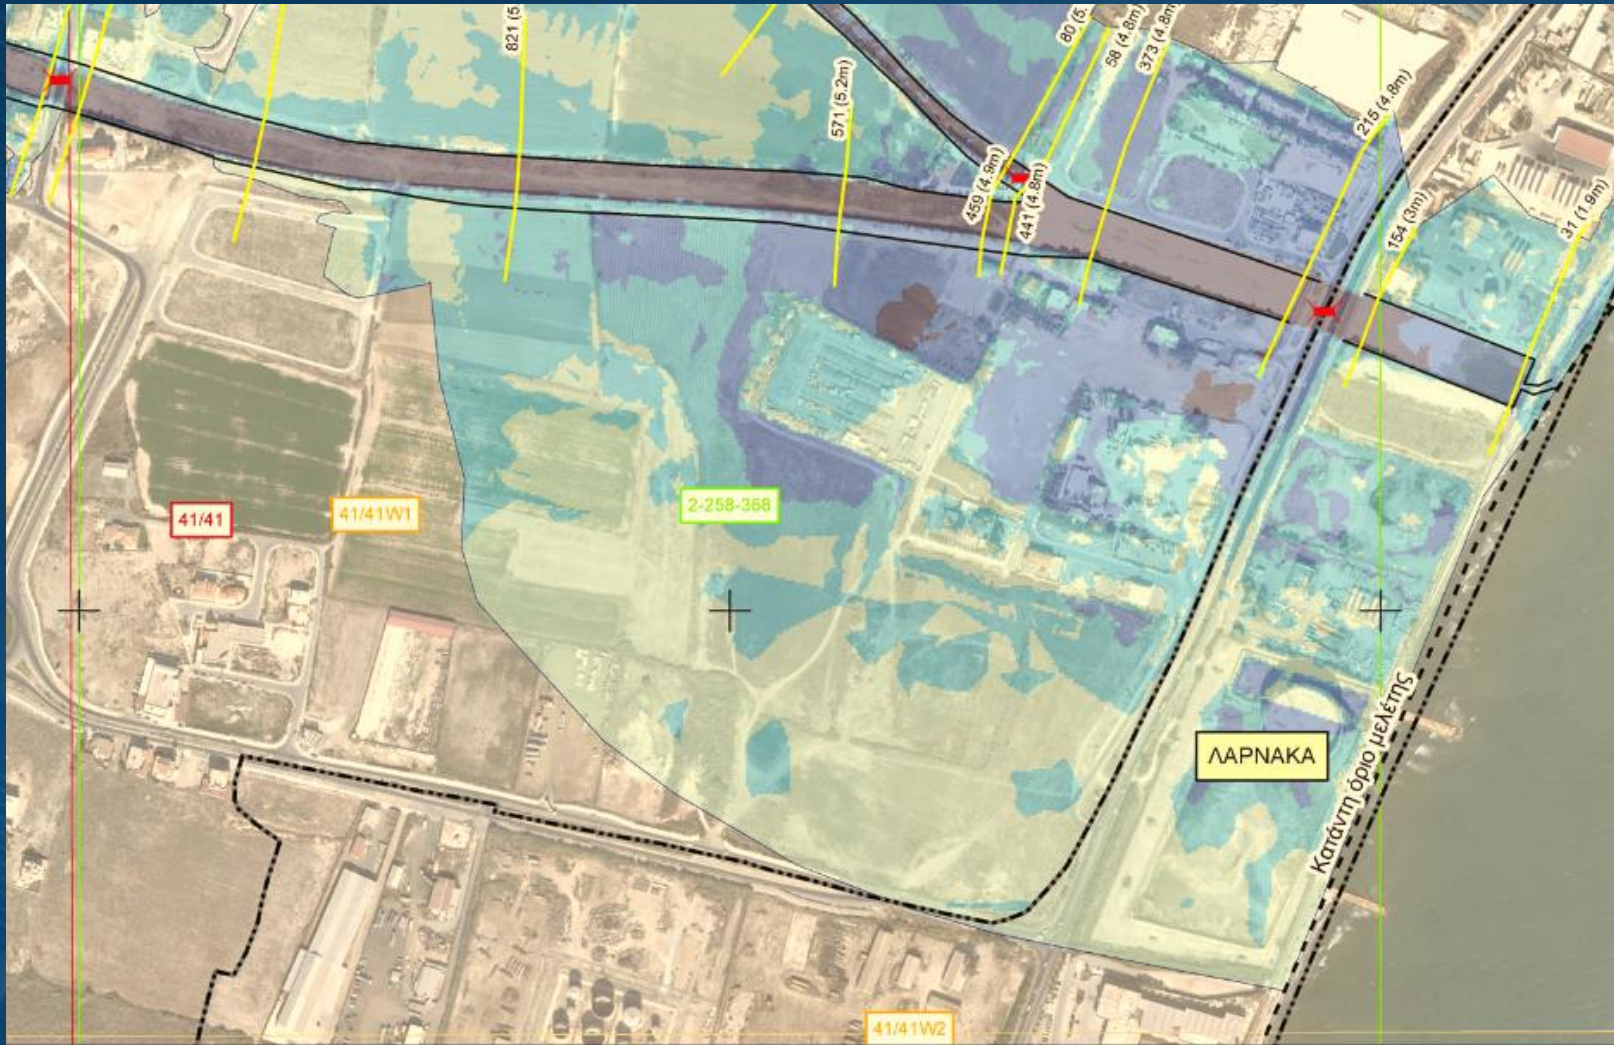 821 (5
80 (5.
58 (4.8m)
373 (4.8m
571 (5.2m)
215 (4.8m)
459 (4.9m)
441 (4.8m)
154 (3m)
31 (1.9m)
41/41
41/41W1
2-258-368
ΛΑΡΝΑΚΑ
Κατάντη όριο μελέτης
41/41W2